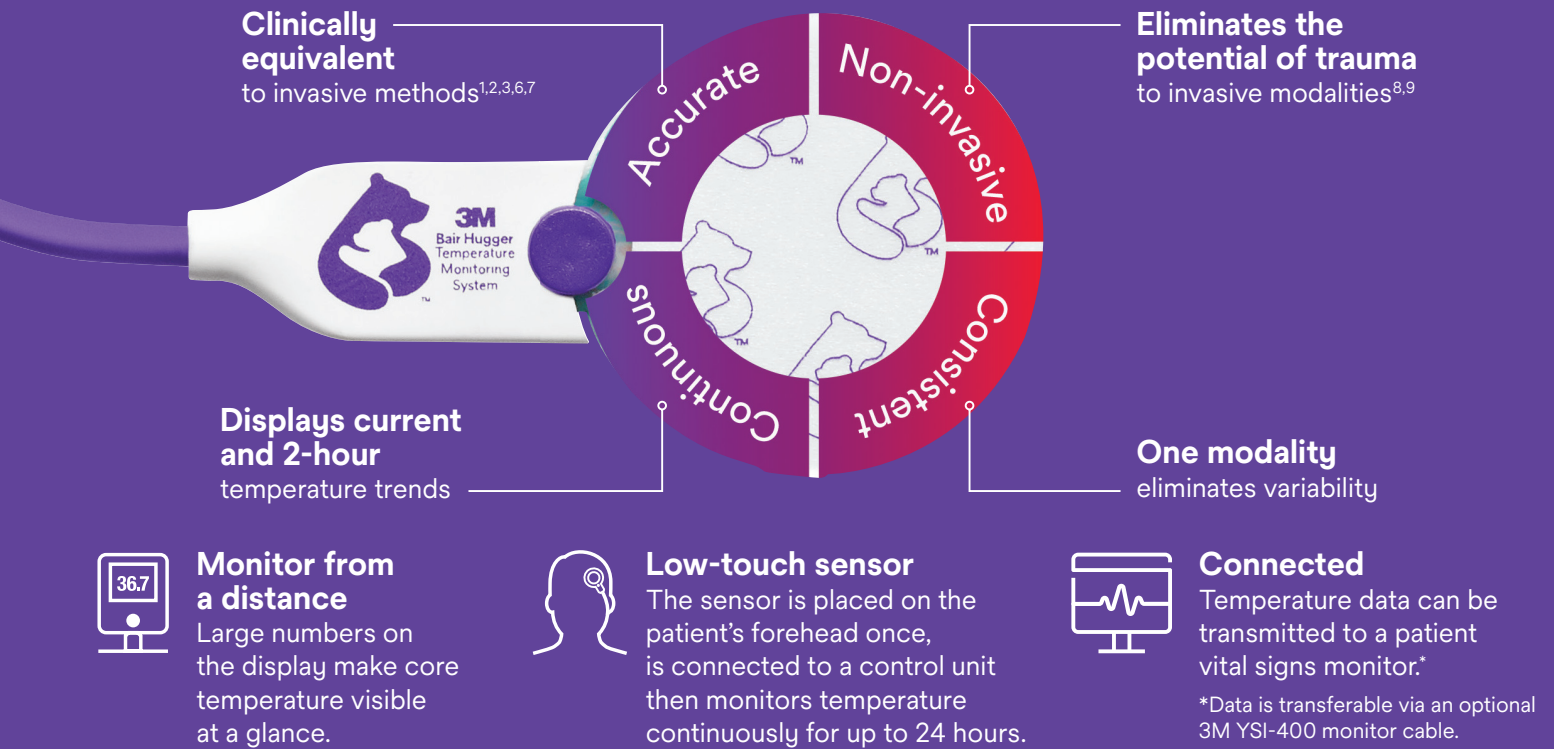 Clinically
equivalent
to invasive methods1,2,3,6,7
Eliminates the
potential of trauma
to invasive modalities8,9
Accurate
Non-invasive
Continuous
Consistent
3M
Bair Hugger
Temperature
Monitoring
System
TM
TM
TM
TM
Displays current
and 2-hour
temperature trends
One modality
eliminates variability
36.7
Monitor from
a distance
Large numbers on
the display make core
temperature visible
at a glance.
Low-touch sensor
The sensor is placed on the
patient's forehead once,
is connected to a control unit
then monitors temperature
continuously for up to 24 hours.
Connected
Temperature data can be
transmitted to a patient
vital signs monitor.*
*Data is transferable via an optional
3M YSI-400 monitor cable.